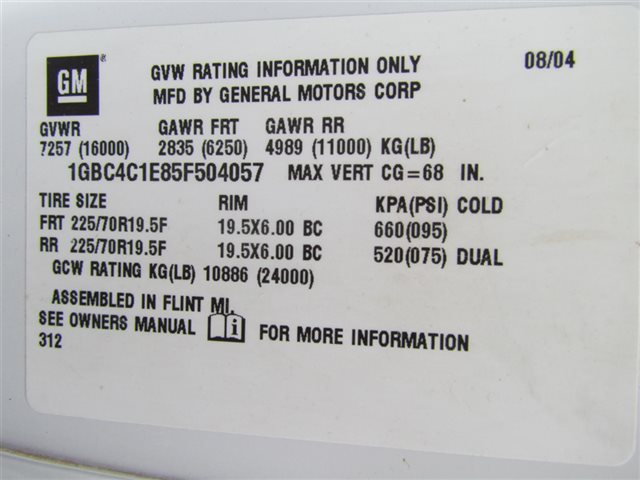 GM ® GVW RATING INFORMATION ONLY 08/04
MFD BY GENERAL MOTORS CORP
GVWR GAWR FRT GAWR RR
7257 (16000) 2835 (6250) 4989 (11000) KG(LB)
1GBC4C1E85F504057 MAX VERT CG=68 IN.
TIRE SIZE RIM KPA(PSI) COLD
FRT 225/70R19.5F 19.5X6.00 BC 660(095)
RR 225/70R19.5F 19.5X6.00 BC 520(075) DUAL
GCW RATING KG(LB) 10886 (24000)
ASSEMBLED IN FLINT MI.
SEE OWNERS MANUAL i FOR MORE INFORMATION
312